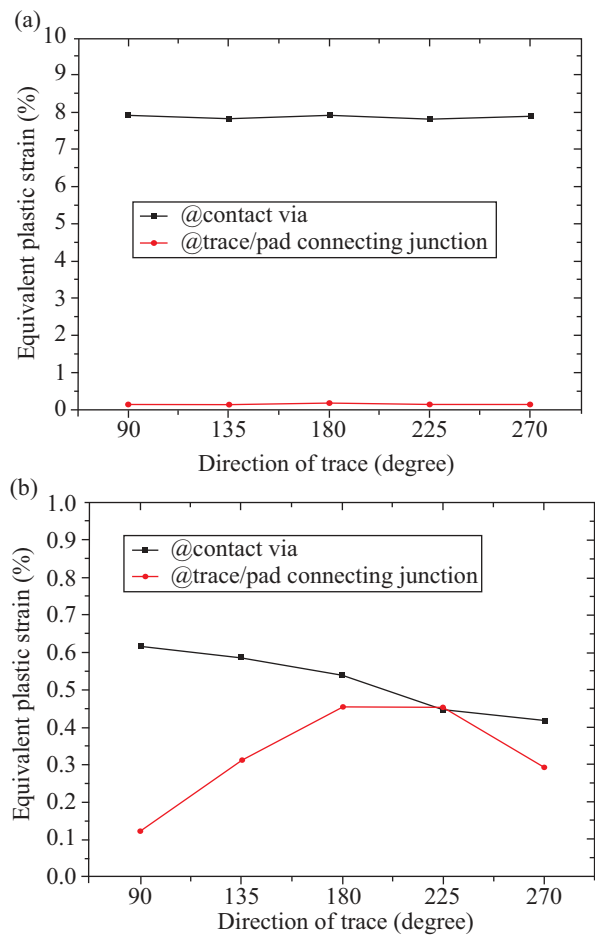 (a)
10
9
8
7
6
5
4
3
2
1
0
Equivalent plastic strain (%)
@contact via
@trace/pad connecting junction
90 135 180 225 270
Direction of trace (degree)
(b)
1.0
0.9
0.8
0.7
0.6
0.5
0.4
0.3
0.2
0.1
0.0
Equivalent plastic strain (%)
@contact via
@trace/pad connecting junction
90 135 180 225 270
Direction of trace (degree)